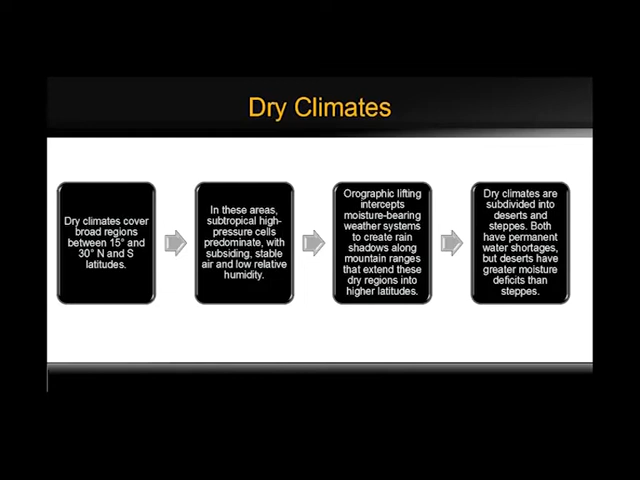 Dry Climates
Dry climates cover
broad regions
between 15° and
30° N and S
latitudes.
In these areas,
subtropical high-
pressure cells
predominate, with
subsiding, stable
air and low relative
humidity.
Orographic lifting
intercepts
moisture-bearing
weather systems
to create rain
shadows along
mountain ranges
that extend these
dry regions into
higher latitudes.
Dry climates are
subdivided into
deserts and
steppes. Both
have permanent
water shortages,
but deserts have
greater moisture
deficits than
steppes.